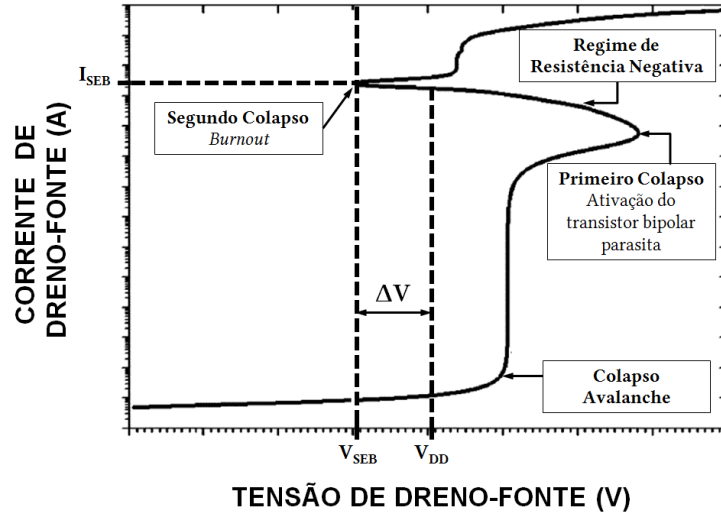 I_SEB
Regime de
Resistência Negativa
Segundo Colapso
Burnout
CORRENTE DE
DRENO-FONTE (A)
Primeiro Colapso
Ativação do
transistor bipolar
parasita
ΔV
Colapso
Avalanche
V_SEB V_DD
TENSÃO DE DRENO-FONTE (V)